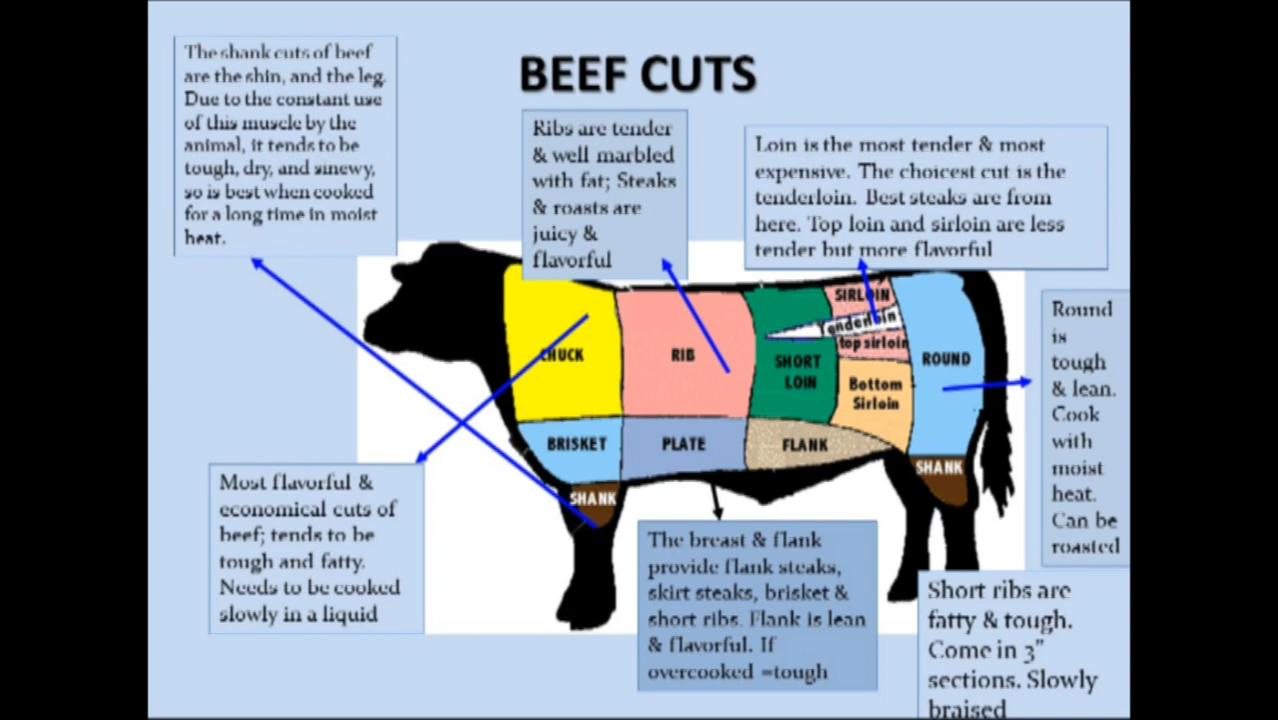 BEEF CUTS
The shank cuts of beef
are the shin, and the leg.
Due to the constant use
of this muscle by the
animal, it tends to be
tough, dry, and sinewy,
so is best when cooked
for a long time in moist
heat.
Ribs are tender
& well marbled
with fat; Steaks
& roasts are
juicy &
flavorful
Loin is the most tender & most
expensive. The choicest cut is the
tenderloin. Best steaks are from
here. Top loin and sirloin are less
tender but more flavorful
CHUCK
RIB
SHORT
LOIN
SIRLOIN
Tenderloin
top sirloin
Bottom
Sirloin
ROUND
BRISKET
PLATE
FLANK
SHANK
SHANK
Round
is
tough
& lean.
Cook
with
moist
heat.
Can be
roasted
Most flavorful &
economical cuts of
beef; tends to be
tough and fatty.
Needs to be cooked
slowly in a liquid
The breast & flank
provide flank steaks,
skirt steaks, brisket &
short ribs. Flank is lean
& flavorful. If
overcooked =tough
Short ribs are
fatty & tough.
Come in 3"
sections. Slowly
braised